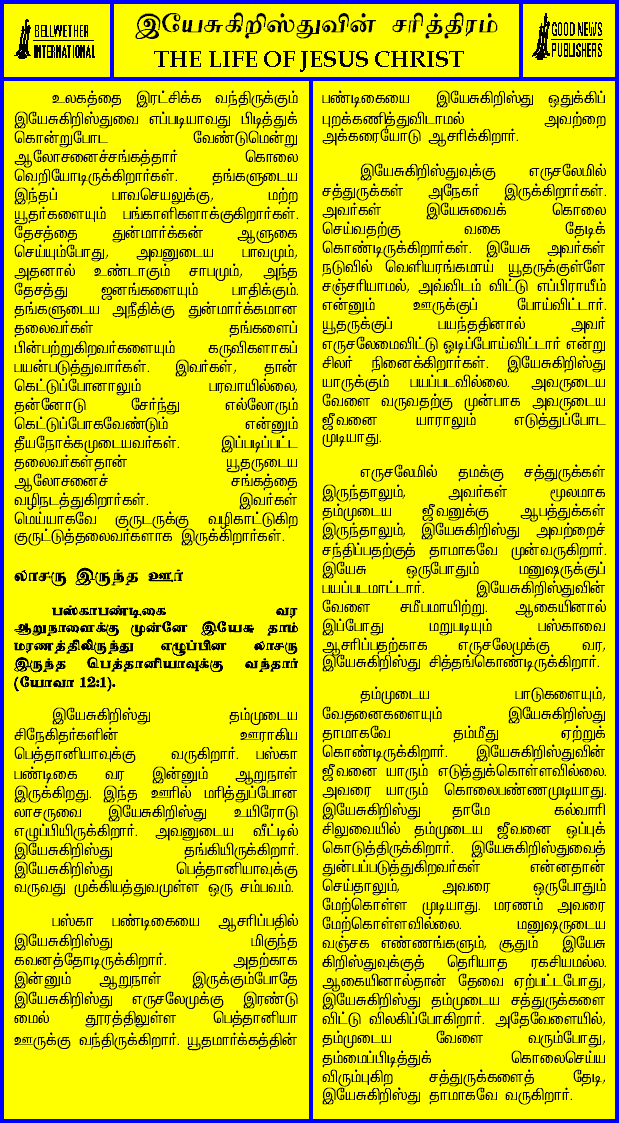 BELLWETHER
INTERNATIONAL
இயேசுகிறிஸ்துவின் சரித்திரம்
THE LIFE OF JESUS CHRIST
GOOD NEWS
PUBLISHERS
உலகத்தை இரட்சிக்க வந்திருக்கும்
இயேசுகிறிஸ்துவை எப்படியாவது பிடித்துக்
கொன்றுபோட வேண்டுமென்று
ஆலோசனைச்சங்கத்தார் கொலை
வெறியோடிருக்கிறார்கள். தங்களுடைய
இந்தப் பாவசெயலுக்கு, மற்ற
யூதர்களையும் பங்காளிகளாக்குகிறார்கள்.
தேசத்தை துன்மார்க்கன் ஆளுகை
செய்யும்போது, அவனுடைய பாவமும்,
அதனால் உண்டாகும் சாபமும், அந்த
தேசத்து ஜனங்களையும் பாதிக்கும்.
தங்களுடைய அநீதிக்கு துன்மார்க்கமான
தலைவர்கள் தங்களைப்
பின்பற்றுகிறவர்களையும் கருவிகளாகப்
பயன்படுத்துவார்கள். இவர்கள், தான்
கெட்டுப்போனாலும் பரவாயில்லை,
தன்னோடு சேர்ந்து எல்லோரும்
கெட்டுப்போகவேண்டும் என்னும்
தீயநோக்கமுடையவர்கள். இப்படிப்பட்ட
தலைவர்கள்தான் யூதருடைய
ஆலோசனைச் சங்கத்தை
வழிநடத்துகிறார்கள். இவர்கள்
மெய்யாகவே குருடருக்கு வழிகாட்டுகிற
குருட்டுத்தலைவர்களாக இருக்கிறார்கள்.
லாசரு இருந்த ஊர்
பஸ்காபண்டிகை வர
ஆறுநாளைக்கு முன்னே இயேசு தாம்
மரணத்திலிருந்து எழுப்பின லாசரு
இருந்த பெத்தானியாவுக்கு வந்தார்
(யோவா 12:1).
இயேசுகிறிஸ்து தம்முடைய
சிநேகிதர்களின் ஊராகிய
பெத்தானியாவுக்கு வருகிறார். பஸ்கா
பண்டிகை வர இன்னும் ஆறுநாள்
இருக்கிறது. இந்த ஊரில் மரித்துப்போன
லாசருவை இயேசுகிறிஸ்து உயிரோடு
எழுப்பியிருக்கிறார். அவனுடைய வீட்டில்
இயேசுகிறிஸ்து தங்கியிருக்கிறார்.
இயேசுகிறிஸ்து பெத்தானியாவுக்கு
வருவது முக்கியத்துவமுள்ள ஒரு சம்பவம்.
பஸ்கா பண்டிகையை ஆசரிப்பதில்
இயேசுகிறிஸ்து மிகுந்த
கவனத்தோடிருக்கிறார். அதற்காக
இன்னும் ஆறுநாள் இருக்கும்போதே
இயேசுகிறிஸ்து எருசலேமுக்கு இரண்டு
மைல் தூரத்திலுள்ள பெத்தானியா
ஊருக்கு வந்திருக்கிறார். யூதமார்க்கத்தின்
பண்டிகையை இயேசுகிறிஸ்து ஒதுக்கிப்
புறக்கணித்துவிடாமல் அவற்றை
அக்கரையோடு ஆசரிக்கிறார்.
இயேசுகிறிஸ்துவுக்கு எருசலேமில்
சத்துருக்கள் அநேகர் இருக்கிறார்கள்.
அவர்கள் இயேசுவைக் கொலை
செய்வதற்கு வகை தேடிக்
கொண்டிருக்கிறார்கள். இயேசு அவர்கள்
நடுவில் வெளியரங்கமாய் யூதருக்குள்ளே
சஞ்சரியாமல், அவ்விடம் விட்டு எப்பிராயீம்
என்னும் ஊருக்குப் போய்விட்டார்.
யூதருக்குப் பயந்ததினால் அவர்
எருசலேமைவிட்டு ஓடிப்போய்விட்டார் என்று
சிலர் நினைக்கிறார்கள். இயேசுகிறிஸ்து
யாருக்கும் பயப்படவில்லை. அவருடைய
வேளை வருவதற்கு முன்பாக அவருடைய
ஜீவனை யாராலும் எடுத்துப்போட
முடியாது.
எருசலேமில் தமக்கு சத்துருக்கள்
இருந்தாலும், அவர்கள் மூலமாக
தம்முடைய ஜீவனுக்கு ஆபத்துக்கள்
இருந்தாலும், இயேசுகிறிஸ்து அவற்றைச்
சந்திப்பதற்குத் தாமாகவே முன்வருகிறார்.
இயேசு ஒருபோதும் மனுஷருக்குப்
பயப்படமாட்டார். இயேசுகிறிஸ்துவின்
வேளை சமீபமாயிற்று. ஆகையினால்
இப்போது மறுபடியும் பஸ்காவை
ஆசரிப்பதற்காக எருசலேமுக்கு வர,
இயேசுகிறிஸ்து சித்தங்கொண்டிருக்கிறார்.
தம்முடைய பாடுகளையும்,
வேதனைகளையும் இயேசுகிறிஸ்து
தாமாகவே தம்மீது ஏற்றுக்
கொண்டிருக்கிறார். இயேசுகிறிஸ்துவின்
ஜீவனை யாரும் எடுத்துக்கொள்ளவில்லை.
அவரை யாரும் கொலைபண்ணமுடியாது.
இயேசுகிறிஸ்து தாமே கல்வாரி
சிலுவையில் தம்முடைய ஜீவனை ஒப்புக்
கொடுத்திருக்கிறார். இயேசுகிறிஸ்துவைத்
துன்பப்படுத்துகிறவர்கள் என்னதான்
செய்தாலும், அவரை ஒருபோதும்
மேற்கொள்ள முடியாது. மரணம் அவரை
மேற்கொள்ளவில்லை. மனுஷருடைய
வஞ்சக எண்ணங்களும், சூதும் இயேசு
கிறிஸ்துவுக்குத் தெரியாத ரகசியமல்ல.
ஆகையினால்தான் தேவை ஏற்பட்டபோது,
இயேசுகிறிஸ்து தம்முடைய சத்துருக்களை
விட்டு விலகிப்போகிறார். அதேவேளையில்,
தம்முடைய வேளை வரும்போது,
தம்மைப்பிடித்துக் கொலைசெய்ய
விரும்புகிற சத்துருக்களைத் தேடி,
இயேசுகிறிஸ்து தாமாகவே வருகிறார்.